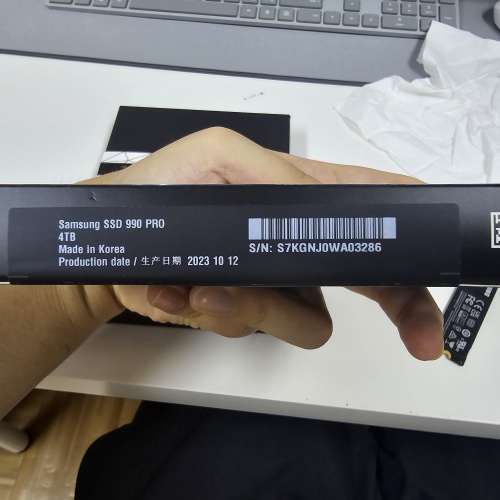 Samsung SSD 990 PRO
4TB
Made in Korea
Production date / 生产日期 2023 10 12
S/N: S7KGNJ0WA03286